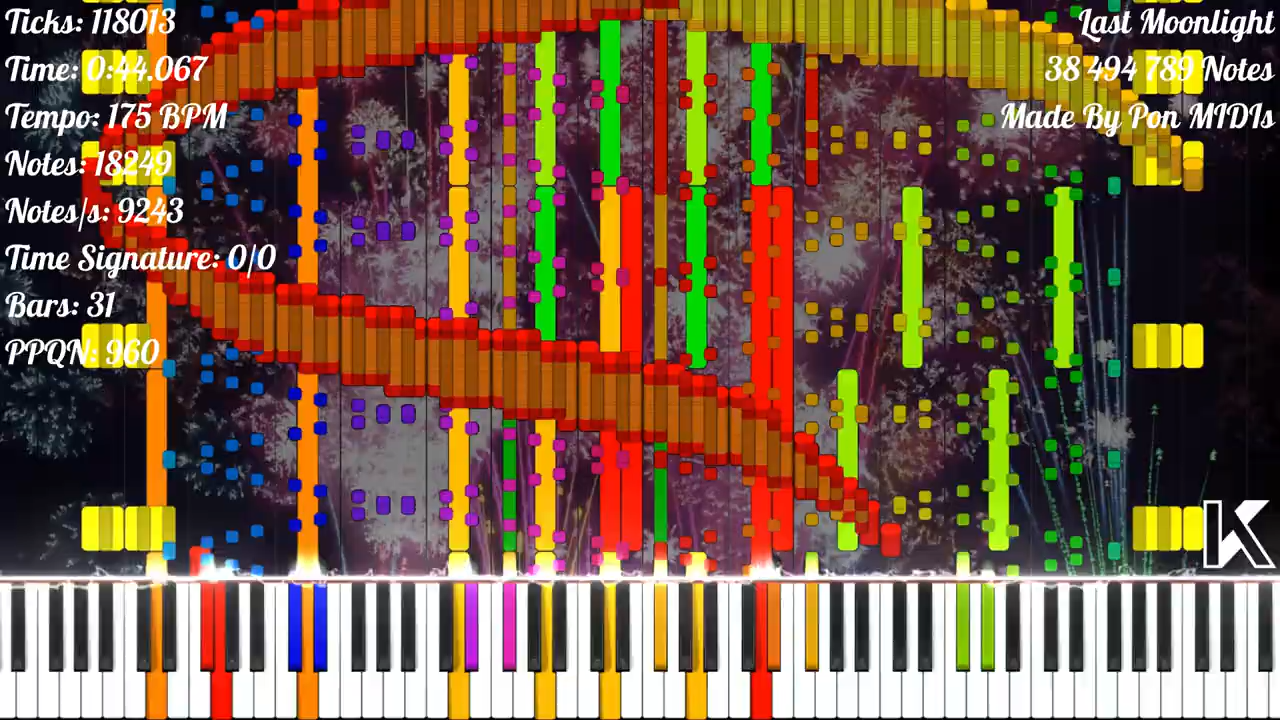 Ticks: 118013
Time: 0:44.067
Tempo: 175 BPM
Notes: 18249
Notes/s: 9243
Time Signature: 0/0
Bars: 31
PPQN: 960
Last Moonlight
38 494 789 Notes
Made By Pon MIDIs
K